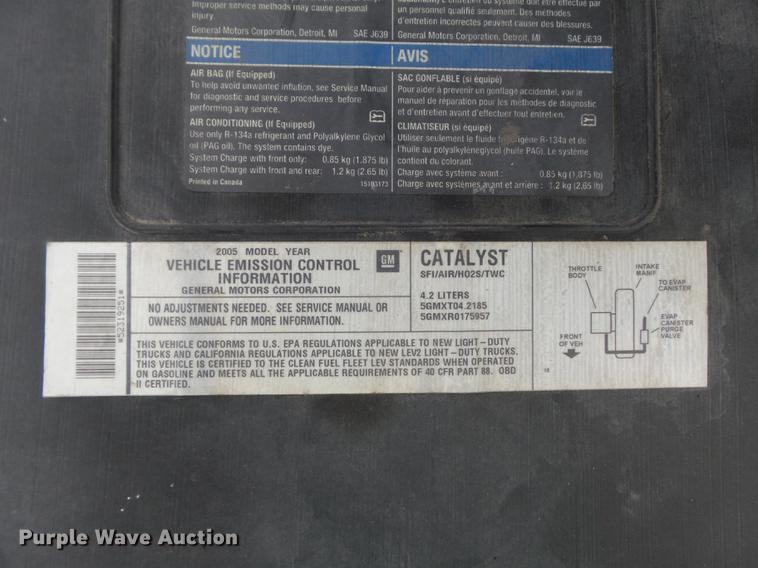 Improper service methods may cause personal
injury.
General Motors Corporation, Detroit, MI SAE J639
NOTICE
AIR BAG (If Equipped)
To help avoid unwanted inflation, see Service Manual
for diagnostic and service procedures before
performing any service.
AIR CONDITIONING (If Equipped)
Use only R-134a refrigerant and Polyalkylene Glycol
oil (PAG oil). The system contains dye.
System Charge with front only: 0.85 kg (1.875 lb)
System Charge with front and rear: 1.2 kg (2.65 lb)
Printed in Canada 15193173
seulement) L'entretien du système doit être effectué par
un personnel qualifié seulement. Des méthodes
d'entretien incorrectes peuvent causer des blessures.
General Motors Corporation, Detroit, MI SAE J639
AVIS
SAC GONFLABLE (si équipé)
Pour aider à prévenir un gonflage accidentel, voir le
manuel de réparation pour les méthodes de diagnostic
et d'entretien avant d'effectuer tout entretien.
CLIMATISEUR (si équipé)
Utiliser seulement le fluide frigorigène R-134a et de
l'huile au polyalkylèneglycol (huile PAG). Le système
contient du colorant.
Charge avec système avant : 0.85 kg (1,875 lb)
Charge avec systèmes avant et arrière : 1.2 kg (2,65 lb)
*52319251*
2005 MODEL YEAR
VEHICLE EMISSION CONTROL
INFORMATION
GENERAL MOTORS CORPORATION
GM
NO ADJUSTMENTS NEEDED. SEE SERVICE MANUAL OR
OWNERS MANUAL FOR MORE INFORMATION.
CATALYST
SFI/AIR/HO2S/TWC
4.2 LITERS
5GMXT04.2185
5GMXR0175957
THIS VEHICLE CONFORMS TO U.S. EPA REGULATIONS APPLICABLE TO NEW LIGHT-DUTY
TRUCKS AND CALIFORNIA REGULATIONS APPLICABLE TO NEW LEV2 LIGHT-DUTY TRUCKS.
THIS VEHICLE IS CERTIFIED TO THE CLEAN FUEL FLEET LEV STANDARDS WHEN OPERATED
ON GASOLINE AND MEETS ALL THE APPLICABLE REQUIREMENTS OF 40 CFR PART 88. OBD
II CERTIFIED.
THROTTLE
BODY
INTAKE
MANIF
TO EVAP
CANISTER
EVAP
CANISTER
PURGE
VALVE
FRONT
OF VEH
Purple Wave Auction